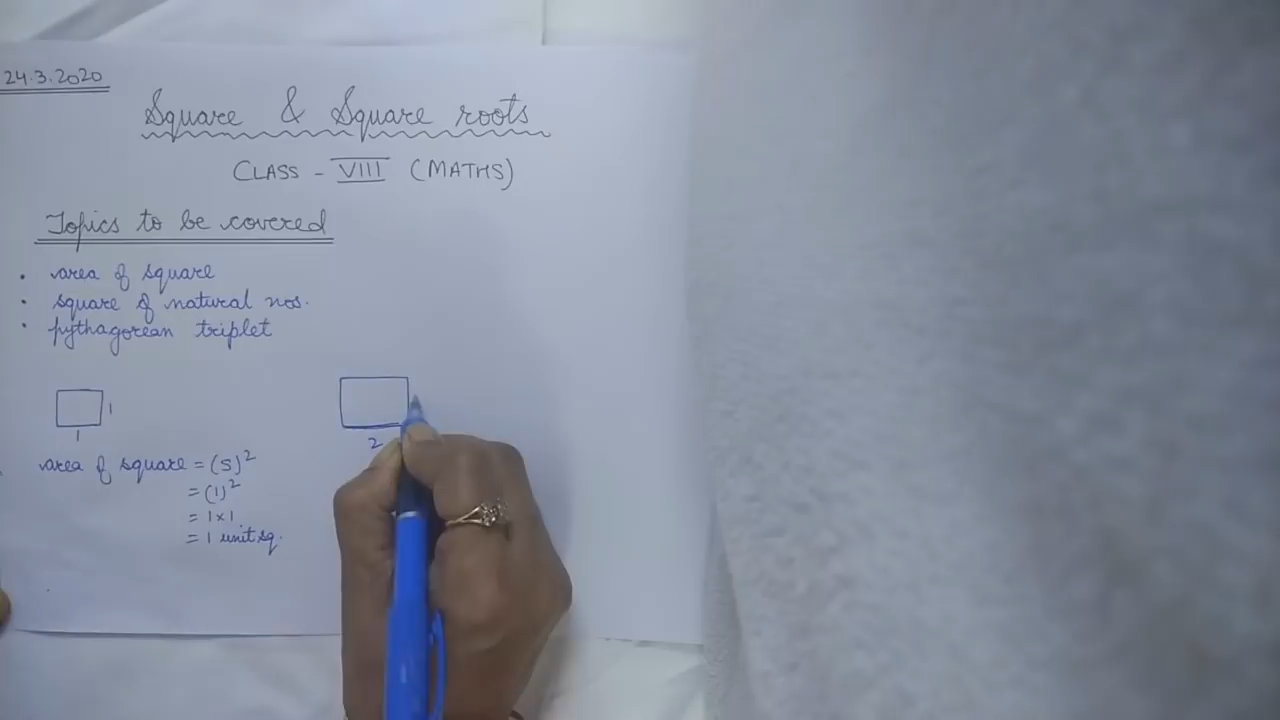 24.3.2020
Square & Square roots
CLASS - VIII (MATHS)
Topics to be covered
• area of square
• square of natural nos.
• pythagorean triplet
1
1
2
area of square = (S)²
= (1)²
= 1×1
= 1 unit sq.